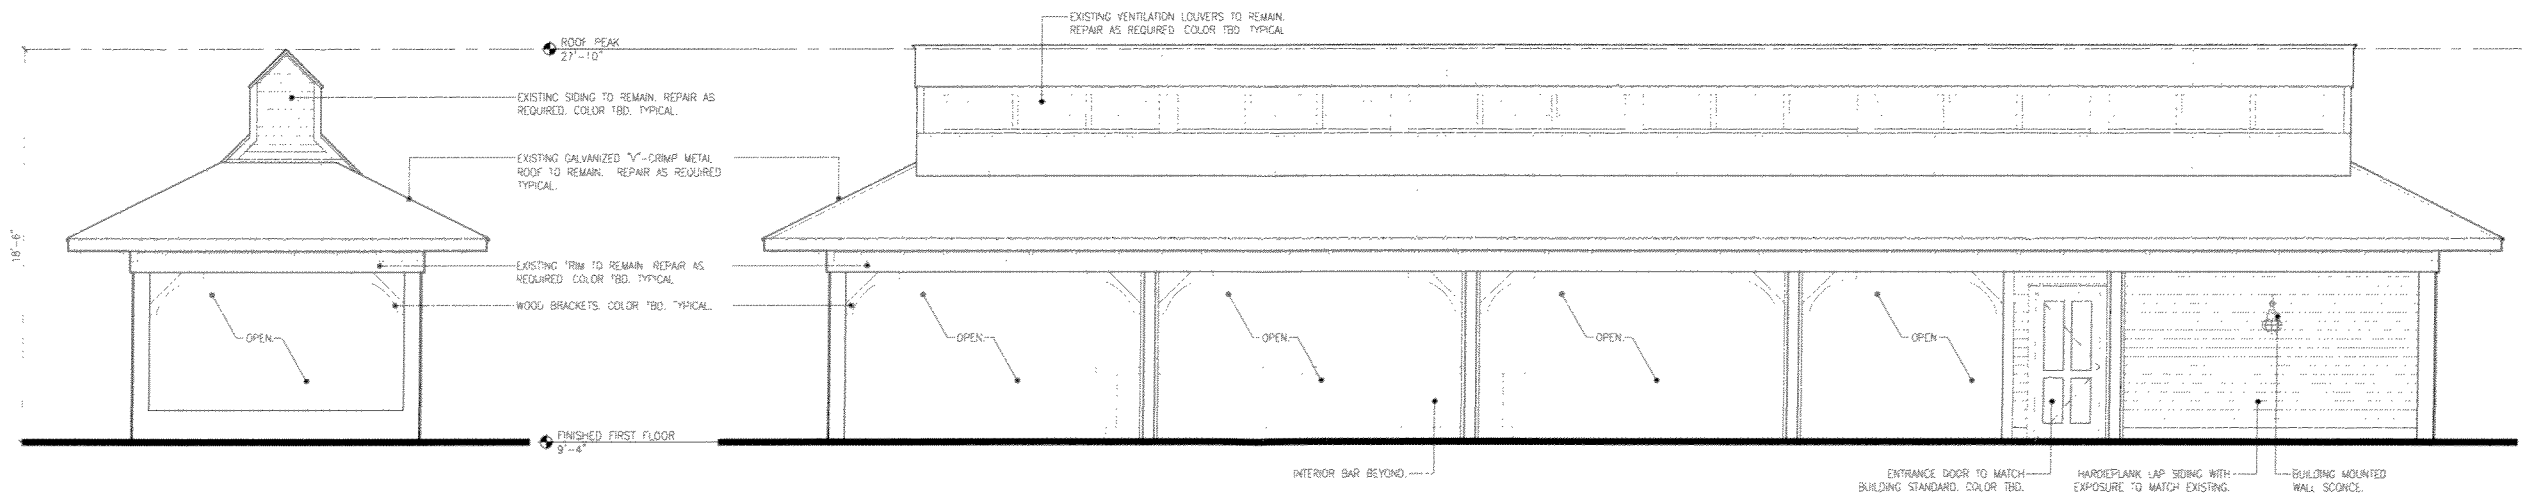 EXISTING VENTILATION LOUVERS TO REMAIN.
REPAIR AS REQUIRED. COLOR TBD. TYPICAL
ROOF PEAK
27'-10"
EXISTING SIDING TO REMAIN. REPAIR AS
REQUIRED. COLOR TBD. TYPICAL.
EXISTING GALVANIZED "V"-CRIMP METAL
ROOF TO REMAIN. REPAIR AS REQUIRED
TYPICAL.
18'-6"
EXISTING TRIM TO REMAIN. REPAIR AS
REQUIRED. COLOR TBD. TYPICAL
WOOD BRACKETS. COLOR TBD. TYPICAL.
OPEN.
OPEN.
OPEN.
OPEN.
OPEN
FINISHED FIRST FLOOR
9'-4"
INTERIOR BAR BEYOND.
ENTRANCE DOOR TO MATCH
BUILDING STANDARD. COLOR TBD.
HARDIEPLANK LAP SIDING WITH
EXPOSURE TO MATCH EXISTING.
BUILDING MOUNTED
WALL SCONCE.